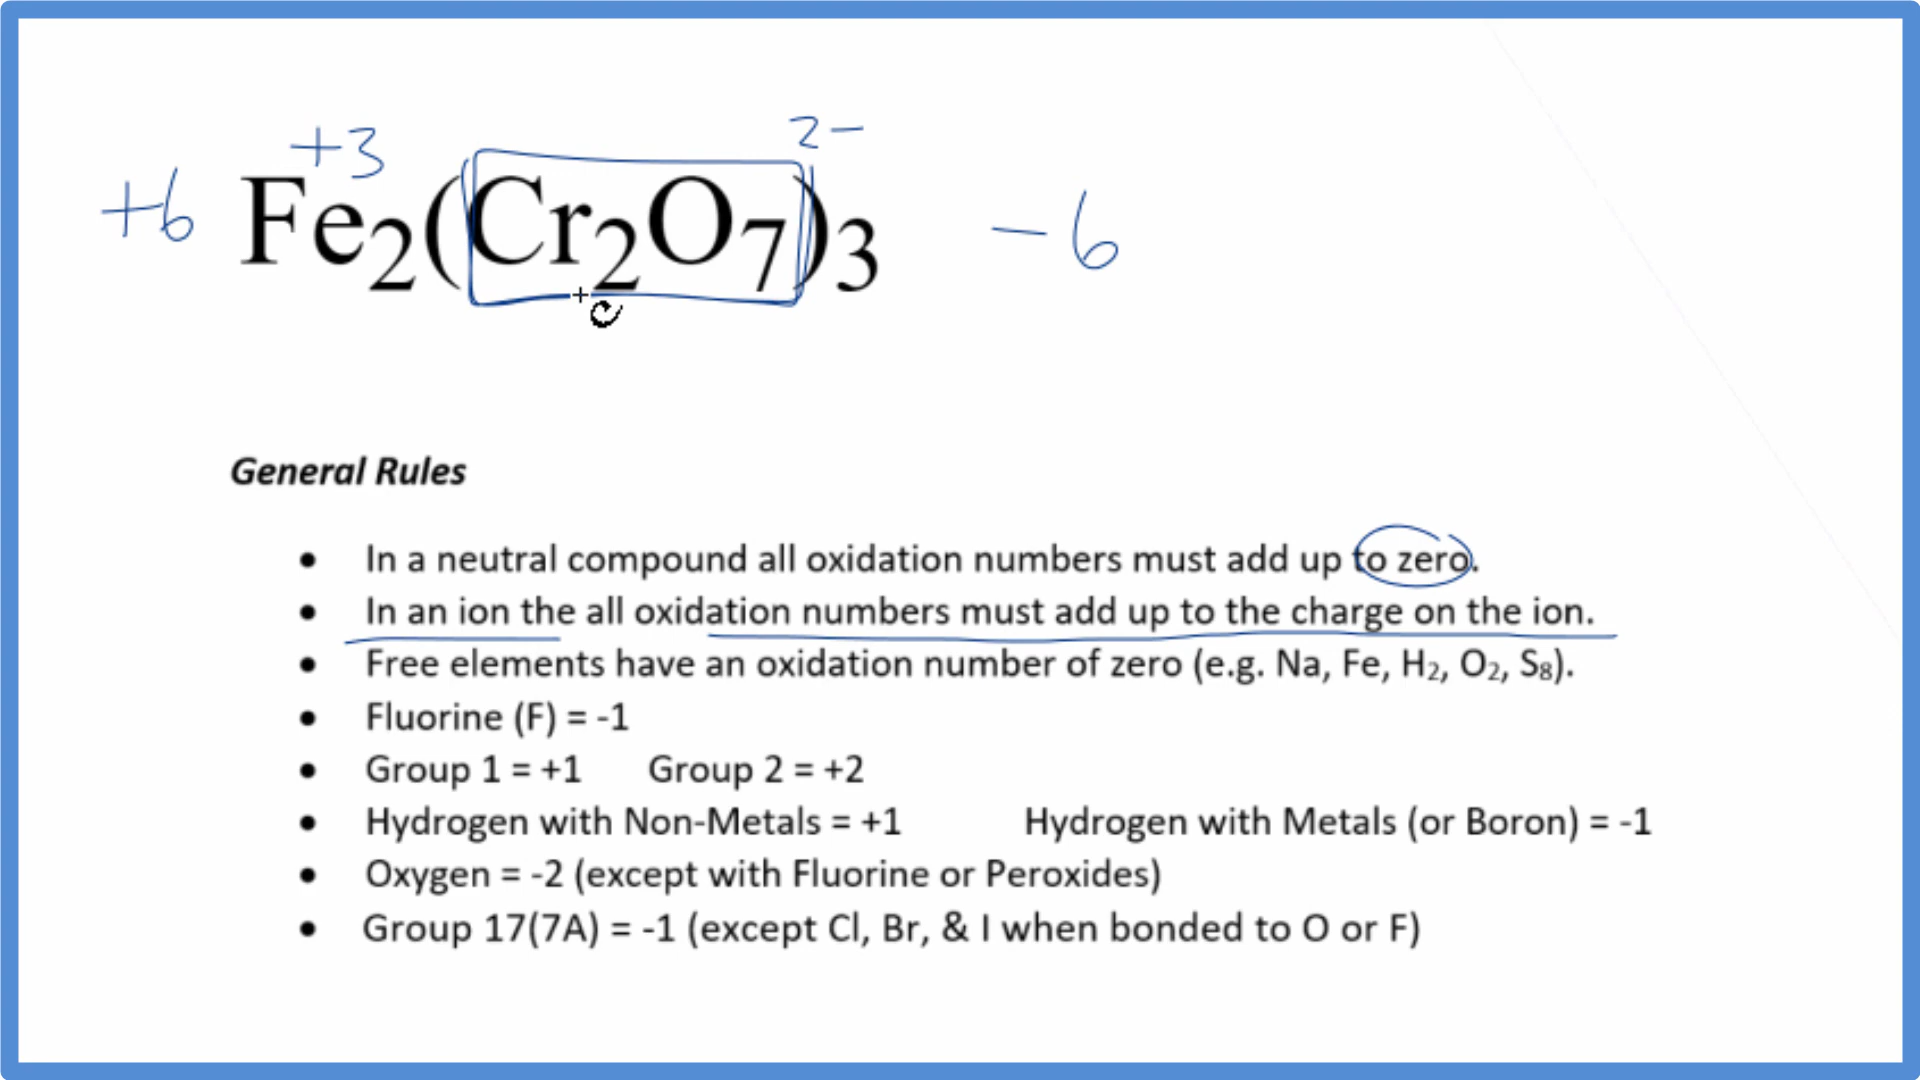 +3 2-
+6 Fe₂(Cr₂O₇)₃ -6
General Rules
• In a neutral compound all oxidation numbers must add up to zero.
• In an ion the all oxidation numbers must add up to the charge on the ion.
• Free elements have an oxidation number of zero (e.g. Na, Fe, H₂, O₂, S₈).
• Fluorine (F) = -1
• Group 1 = +1 Group 2 = +2
• Hydrogen with Non-Metals = +1 Hydrogen with Metals (or Boron) = -1
• Oxygen = -2 (except with Fluorine or Peroxides)
• Group 17(7A) = -1 (except Cl, Br, & I when bonded to O or F)